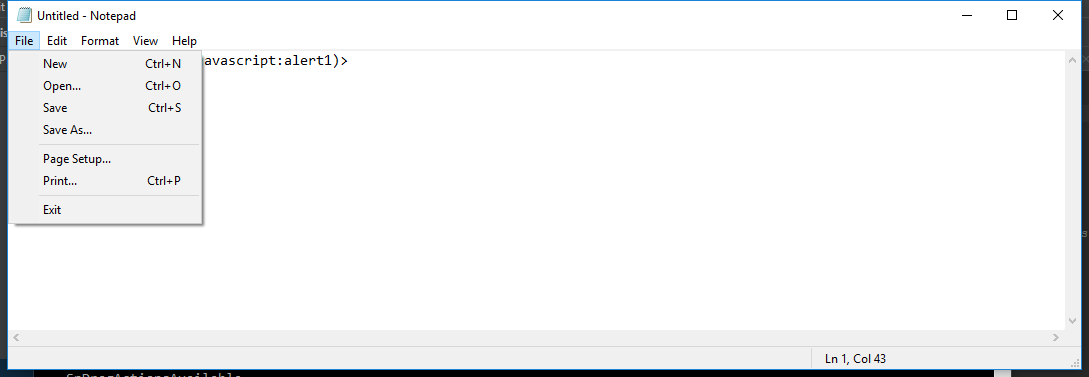 Untitled - Notepad
File Edit Format View Help
avascript:alert1)>
New Ctrl+N
Open... Ctrl+O
Save Ctrl+S
Save As...
Page Setup...
Print... Ctrl+P
Exit
Ln 1, Col 43